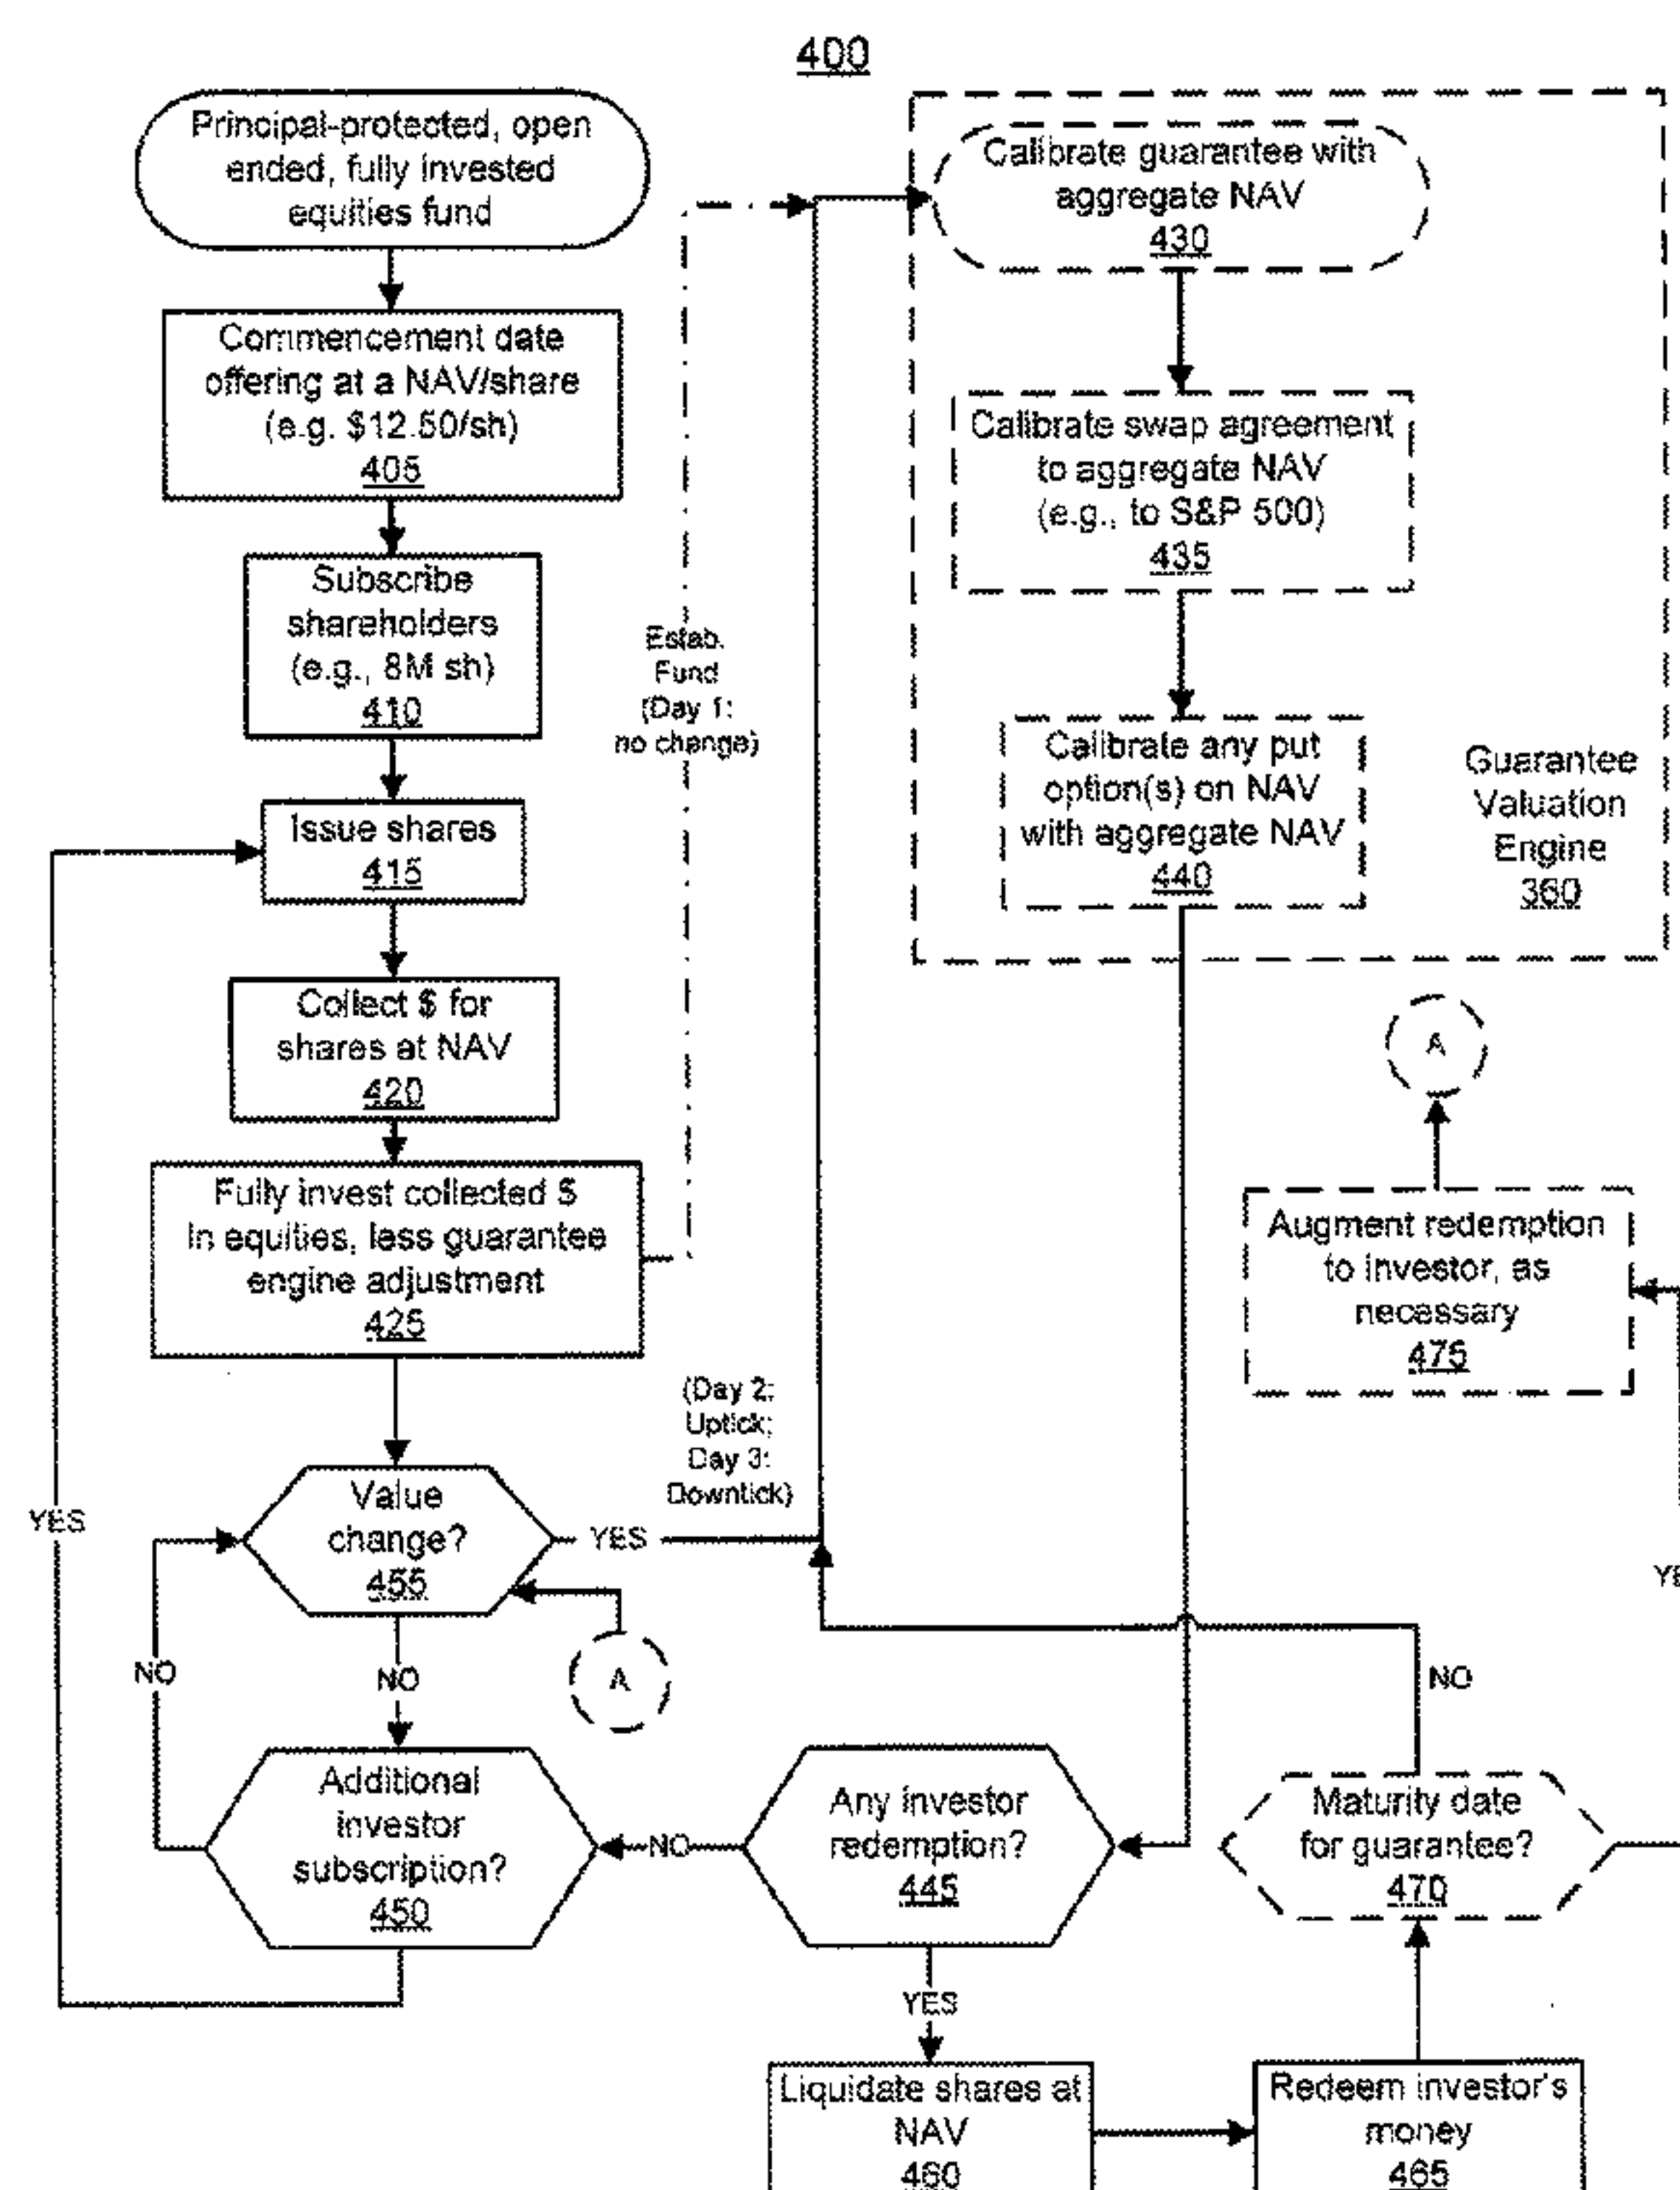 400
Principal-protected, open
ended, fully invested
equities fund
Commencement date
offering at a NAV/share
(e.g. $12.50/sh)
405
Subscribe
shareholders
(e.g., 8M sh)
410
Issue shares
415
Collect $ for
shares at NAV
420
Fully invest collected $
In equities, less guarantee
engine adjustment
425
Estab.
Fund
(Day 1:
no change)
Calibrate guarantee with
aggregate NAV
430
Calibrate swap agreement
to aggregate NAV
(e.g., to S&P 500)
435
Calibrate any put
option(s) on NAV
with aggregate NAV
440
Guarantee
Valuation
Engine
360
A
Augment redemption
to investor, as
necessary
475
(Day 2:
Uptick;
Day 3:
Downtick)
Value
change?
455
YES
YES
NO
NO
A
NO
Additional
investor
subscription?
450
NO
Any investor
redemption?
445
Maturity date
for guarantee?
470
YES
Liquidate shares at
NAV
460
Redeem investor's
money
465